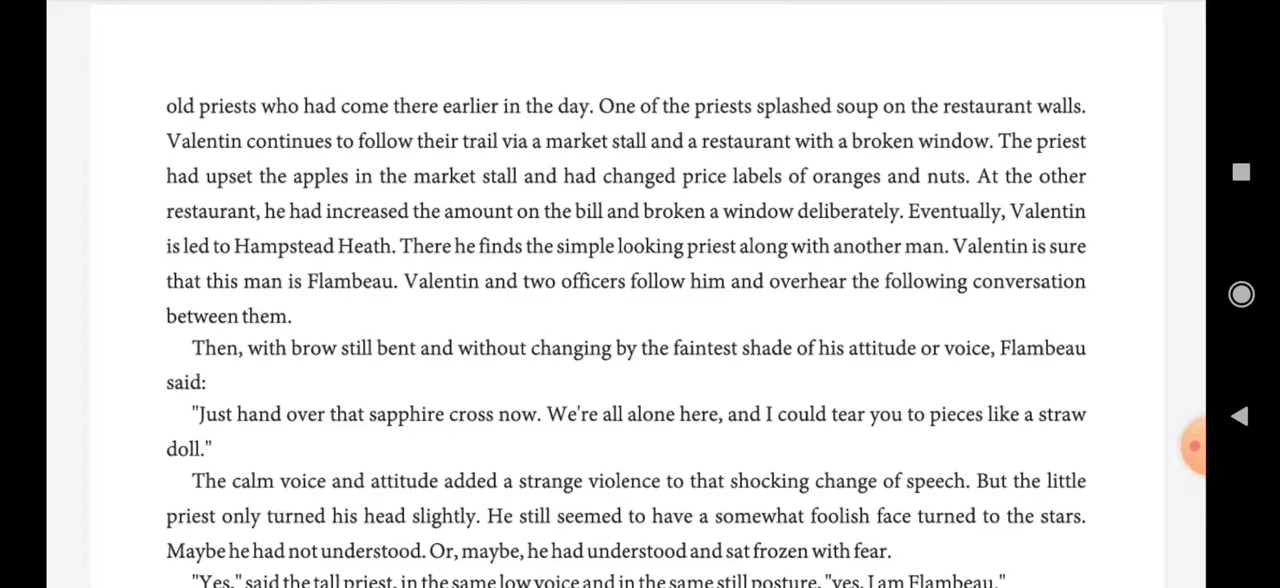 old priests who had come there earlier in the day. One of the priests splashed soup on the restaurant walls.
Valentin continues to follow their trail via a market stall and a restaurant with a broken window. The priest
had upset the apples in the market stall and had changed price labels of oranges and nuts. At the other
restaurant, he had increased the amount on the bill and broken a window deliberately. Eventually, Valentin
is led to Hampstead Heath. There he finds the simple looking priest along with another man. Valentin is sure
that this man is Flambeau. Valentin and two officers follow him and overhear the following conversation
between them.
Then, with brow still bent and without changing by the faintest shade of his attitude or voice, Flambeau
said:
"Just hand over that sapphire cross now. We're all alone here, and I could tear you to pieces like a straw
doll."
The calm voice and attitude added a strange violence to that shocking change of speech. But the little
priest only turned his head slightly. He still seemed to have a somewhat foolish face turned to the stars.
Maybe he had not understood. Or, maybe, he had understood and sat frozen with fear.
"Yes," said the tall priest, in the same low voice and in the same still posture, "yes, I am Flambeau."